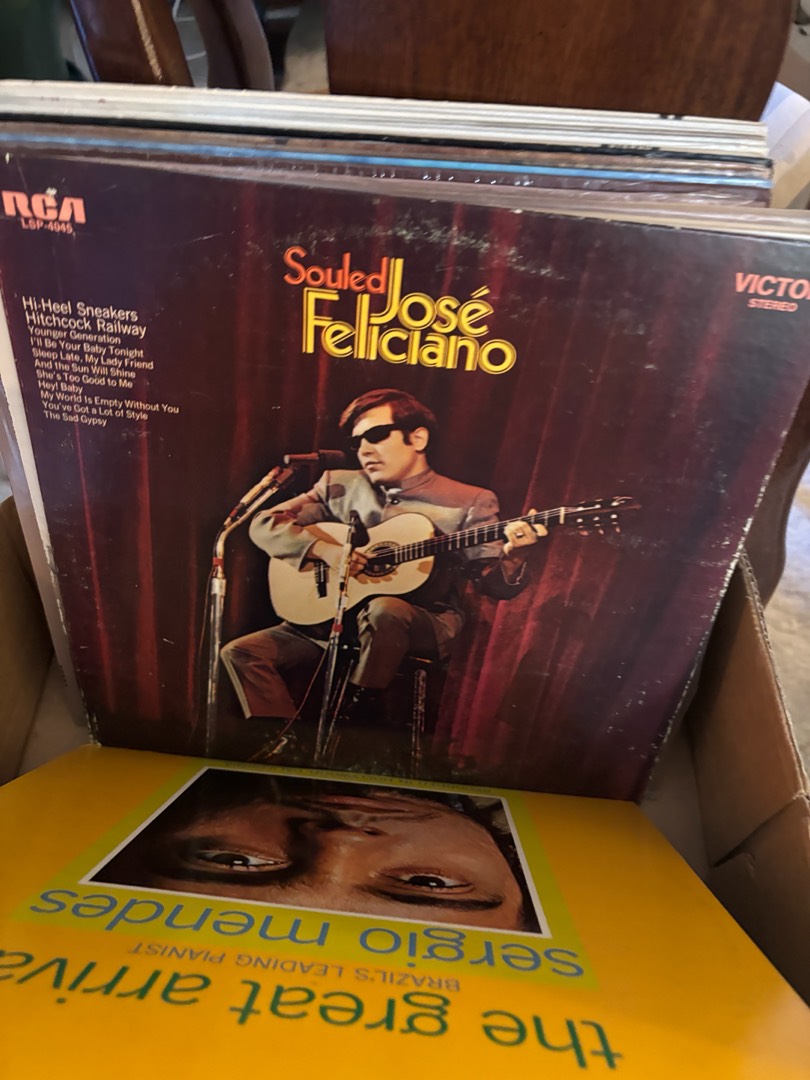 RCA
LSP-4045
VICTO
STEREO
Souled
José
Feliciano
Hi-Heel Sneakers
Hitchcock Railway
Younger Generation
I'll Be Your Baby Tonight
Sleep Late, My Lady Friend
And the Sun Will Shine
She's Too Good to Me
Hey! Baby
My World Is Empty Without You
You've Got a Lot of Style
The Sad Gypsy
the great arriva
BRAZIL'S LEADING PIANIST
sergio mendes